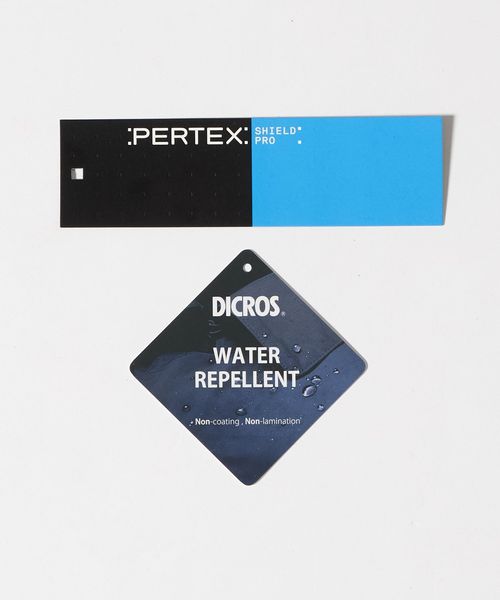 :PERTEX:
SHIELD
PRO
DICROS®
WATER
REPELLENT
Non-coating , Non-lamination